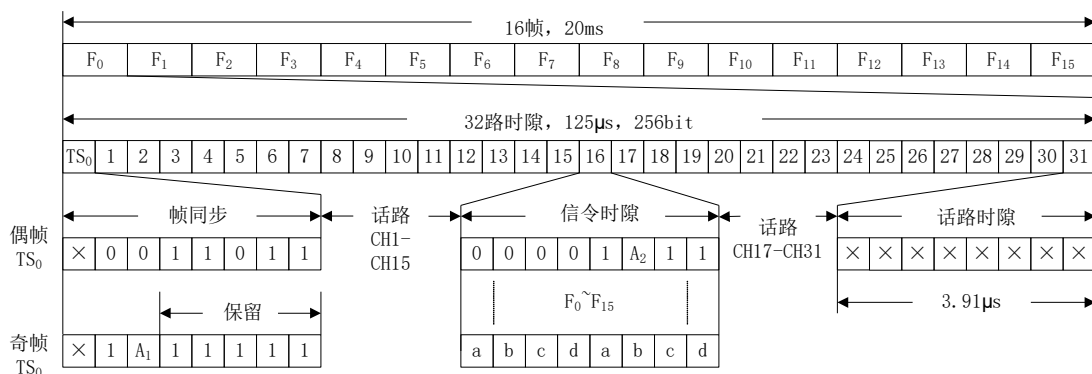 16帧，20ms
F₀ F₁ F₂ F₃ F₄ F₅ F₆ F₇ F₈ F₉ F₁₀ F₁₁ F₁₂ F₁₃ F₁₄ F₁₅
32路时隙，125μs，256bit
TS₀ 1 2 3 4 5 6 7 8 9 10 11 12 13 14 15 16 17 18 19 20 21 22 23 24 25 26 27 28 29 30 31
帧同步
话路
CH1-
CH15
信令时隙
话路
CH17-CH31
话路时隙
偶帧
TS₀
× 0 0 1 1 0 1 1
0 0 0 0 1 A₂ 1 1
× × × × × × × ×
保留
F₀~F₁₅
3.91μs
奇帧
TS₀
× 1 A₁ 1 1 1 1 1
a b c d a b c d